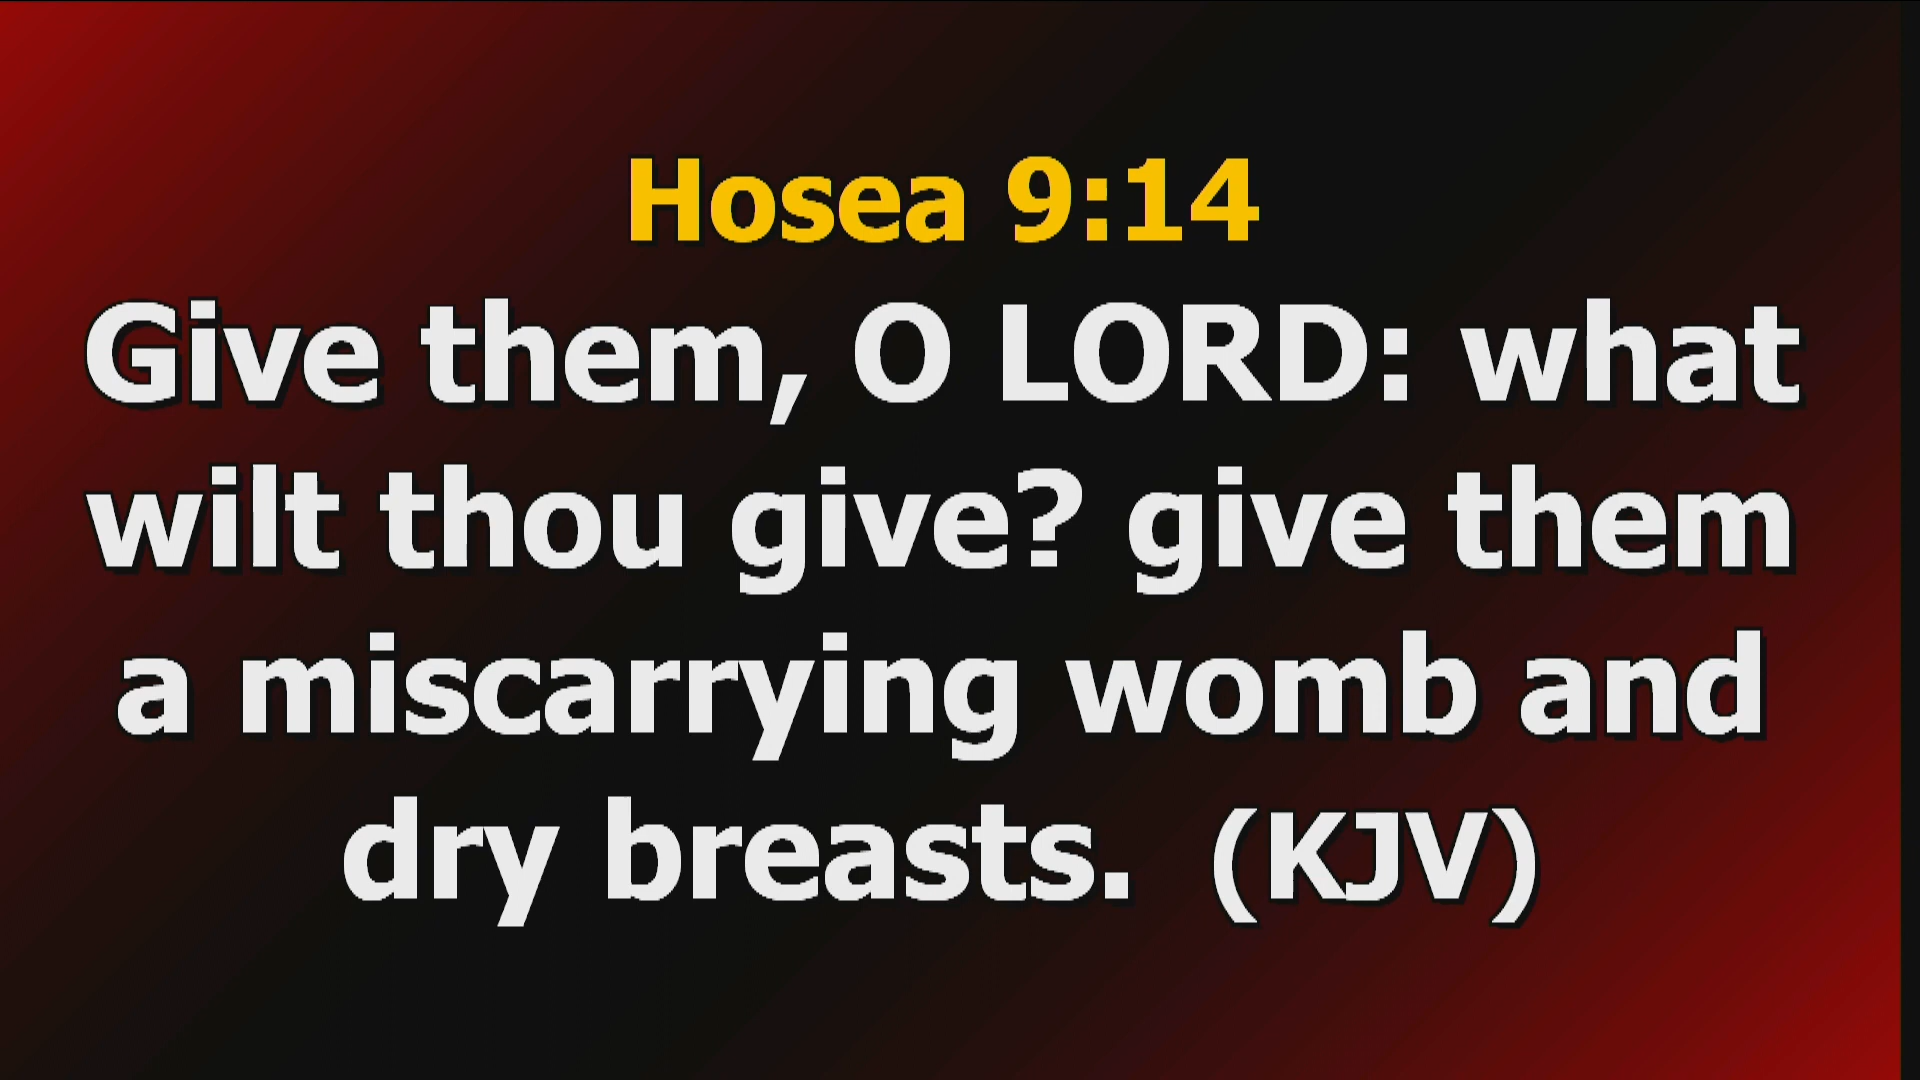 Hosea 9:14
Give them, O LORD: what
wilt thou give? give them
a miscarrying womb and
dry breasts.  (KJV)